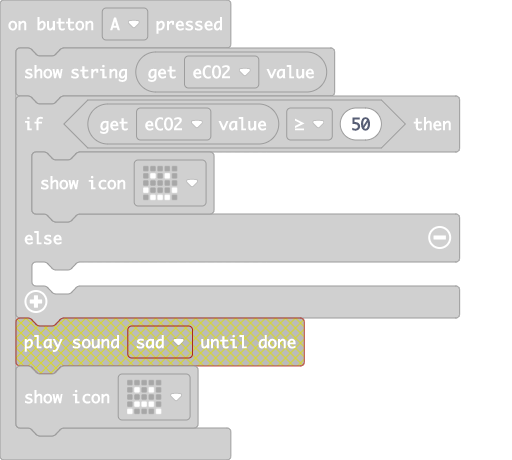 on button A pressed
show string get eCO2 value
if get eCO2 value ≥ 50 then
show icon
else
play sound sad until done
show icon